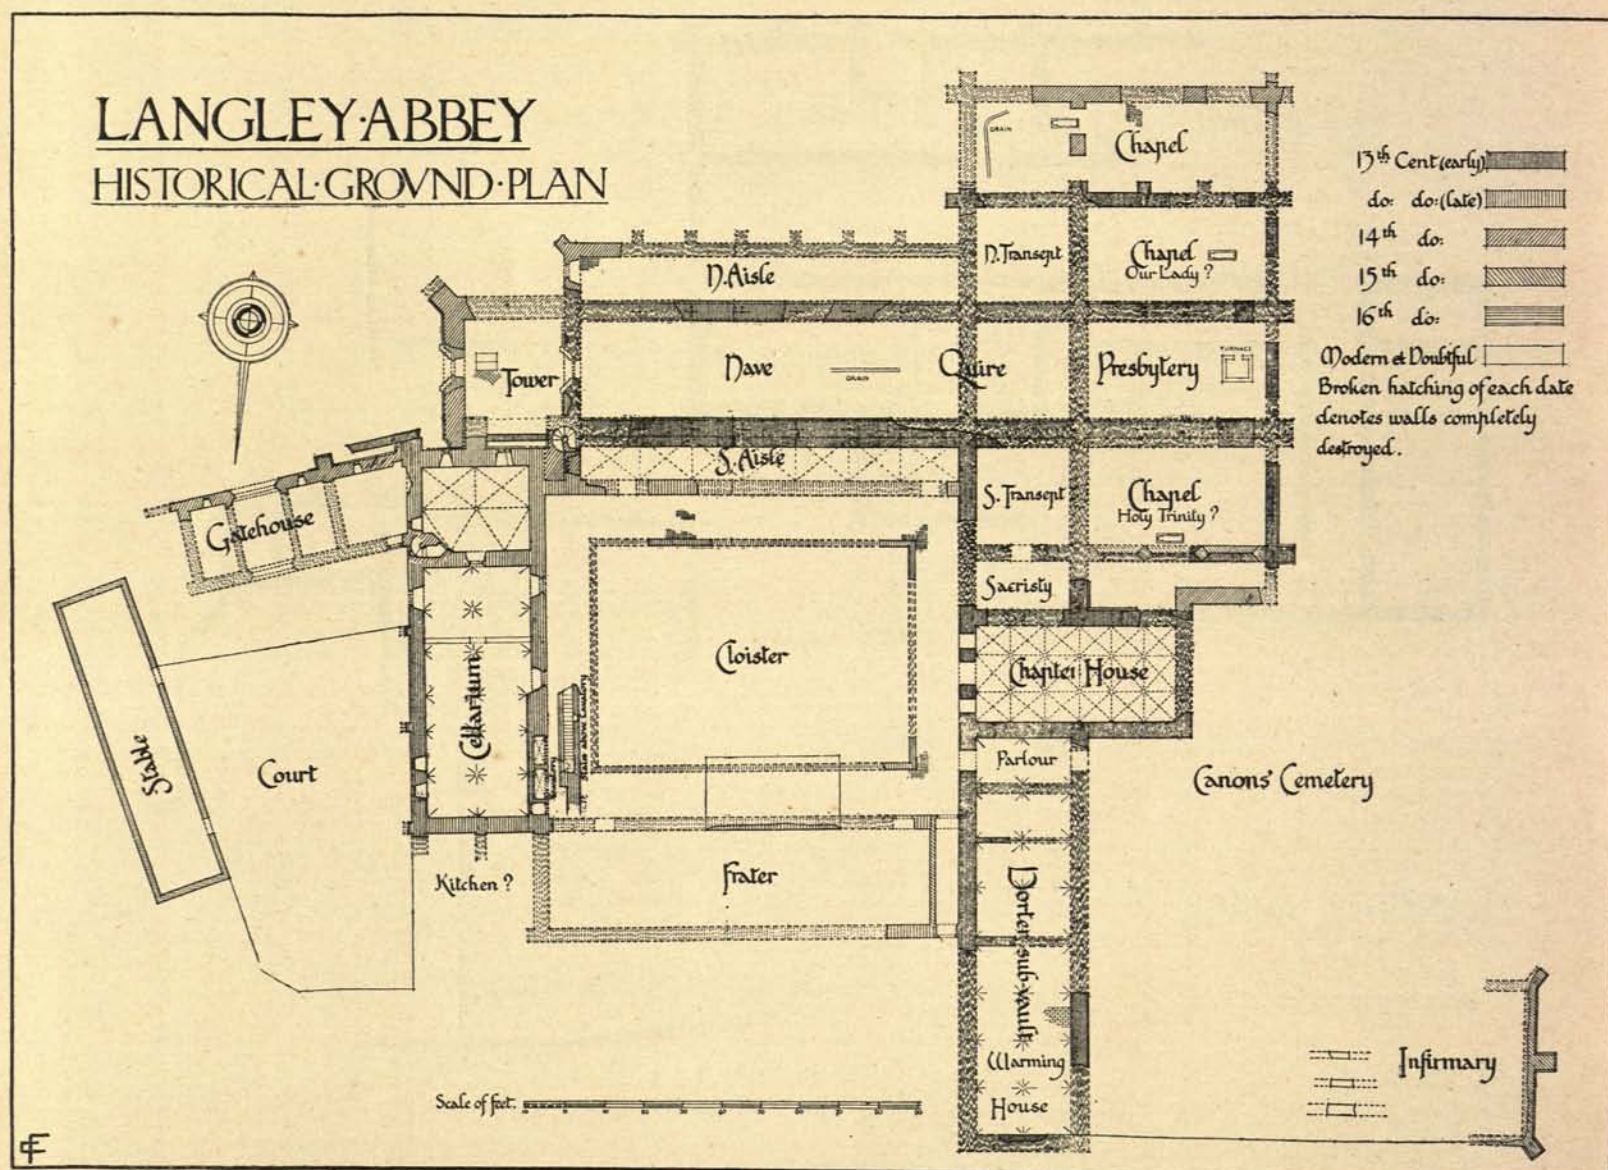 LANGLEY·ABBEY
HISTORICAL·GROVND·PLAN
13th Cent (early)
do: do: (late)
14th do:
15th do:
16th do:
Modern & Doubtful
Broken hatching of each date
denotes walls completely
destroyed.
DRAIN
Chapel
N. Transept
Chapel
Our Lady ?
N. Aisle
Tower
Nave
DRAIN
Quire
Presbytery
FURNACE
S. Aisle
S. Transept
Chapel
Holy Trinity ?
Gatehouse
Sacristy
Cloister
Chapter House
Cellarium
Stable
Court
Parlour
Canons' Cemetery
Kitchen ?
Frater
Dorter sub-vault
Warming
House
Infirmary
Scale of feet.